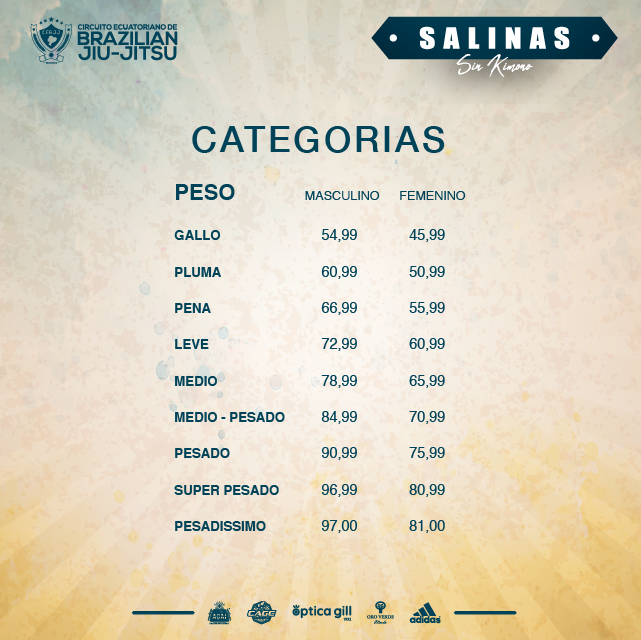 CIRCUITO ECUATORIANO DE
BRAZILIAN
JIU-JITSU
• SALINAS •
Sin Kimono
CATEGORIAS
PESO MASCULINO FEMENINO
GALLO 54,99 45,99
PLUMA 60,99 50,99
PENA 66,99 55,99
LEVE 72,99 60,99
MEDIO 78,99 65,99
MEDIO - PESADO 84,99 70,99
PESADO 90,99 75,99
SUPER PESADO 96,99 80,99
PESADISSIMO 97,00 81,00
CAGE óptica gill ORO VERDE adidas